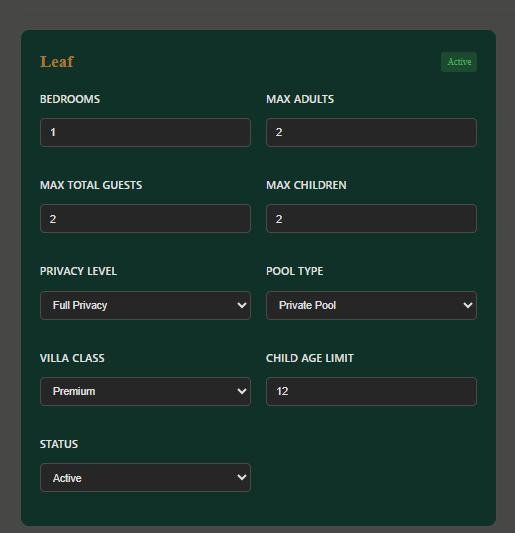 Leaf Active
BEDROOMS MAX ADULTS
1 2
MAX TOTAL GUESTS MAX CHILDREN
2 2
PRIVACY LEVEL POOL TYPE
Full Privacy Private Pool
VILLA CLASS CHILD AGE LIMIT
Premium 12
STATUS
Active